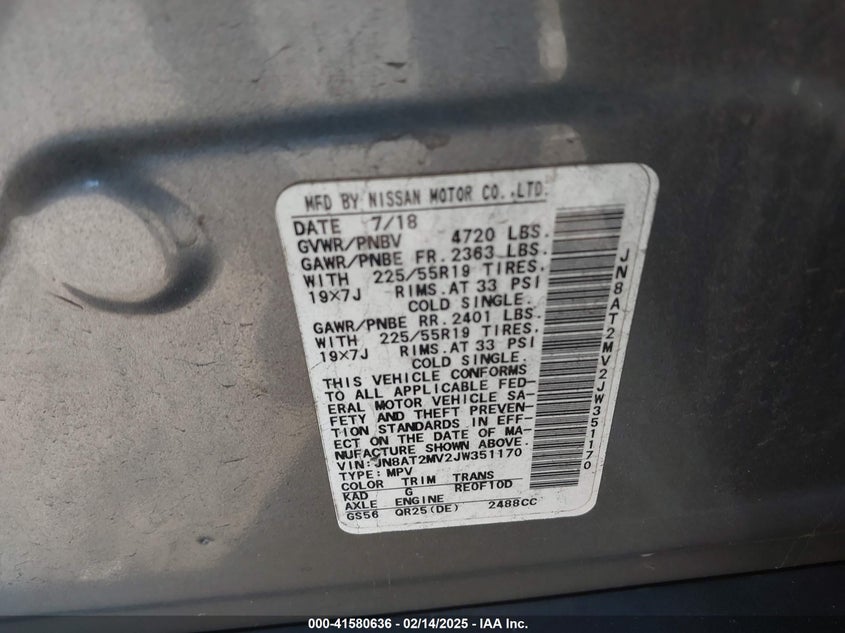 MFD BY NISSAN MOTOR CO.,LTD.
DATE 7/18
GVWR/PNBV 4720 LBS.
GAWR/PNBE FR. 2363 LBS.
WITH 225/55R19 TIRES.
19×7J RIMS.AT 33 PSI
COLD SINGLE.
GAWR/PNBE RR. 2401 LBS.
WITH 225/55R19 TIRES.
19×7J RIMS.AT 33 PSI
COLD SINGLE.
THIS VEHICLE CONFORMS
TO ALL APPLICABLE FED-
ERAL MOTOR VEHICLE SA-
FETY AND THEFT PREVEN-
TION STANDARDS IN EFF-
ECT ON THE DATE OF MA-
NUFACTURE SHOWN ABOVE.
VIN:JN8AT2MV2JW351170
TYPE:MPV
COLOR TRIM TRANS
KAD G RE0F10D
AXLE ENGINE
GS56 QR25(DE) 2488CC
JN8AT2MV2JW351170
000-41580636 - 02/14/2025 - IAA Inc.